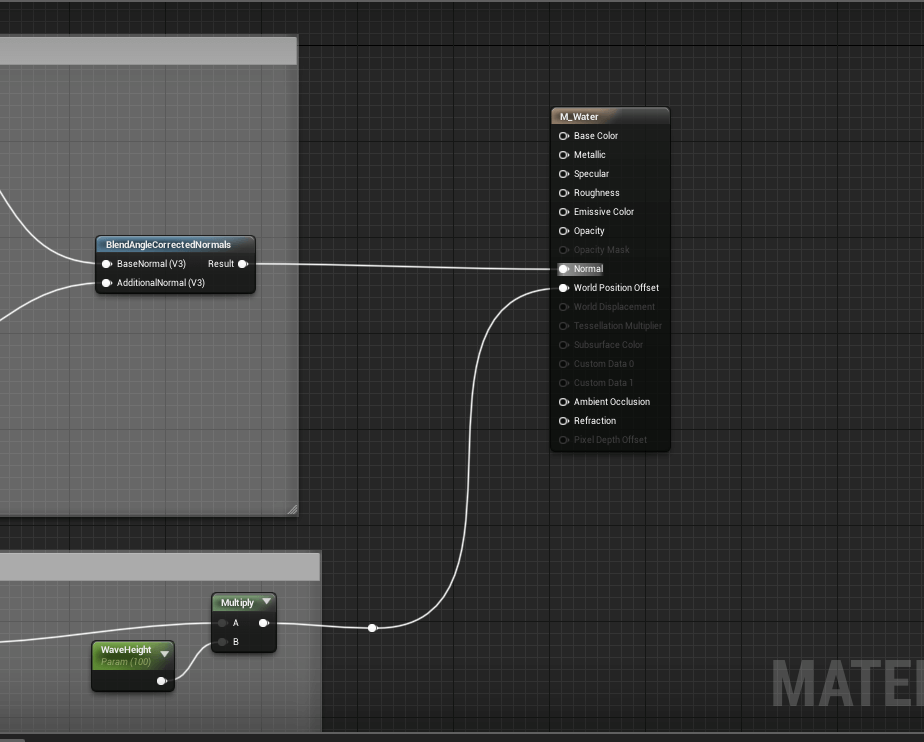 M_Water
Base Color
Metallic
Specular
Roughness
Emissive Color
Opacity
Opacity Mask
Normal
World Position Offset
World Displacement
Tessellation Multiplier
Subsurface Color
Custom Data 0
Custom Data 1
Ambient Occlusion
Refraction
Pixel Depth Offset
BlendAngleCorrectedNormals
BaseNormal (V3) Result
AdditionalNormal (V3)
Multiply
A
B
WaveHeight
Param (100)
MATE